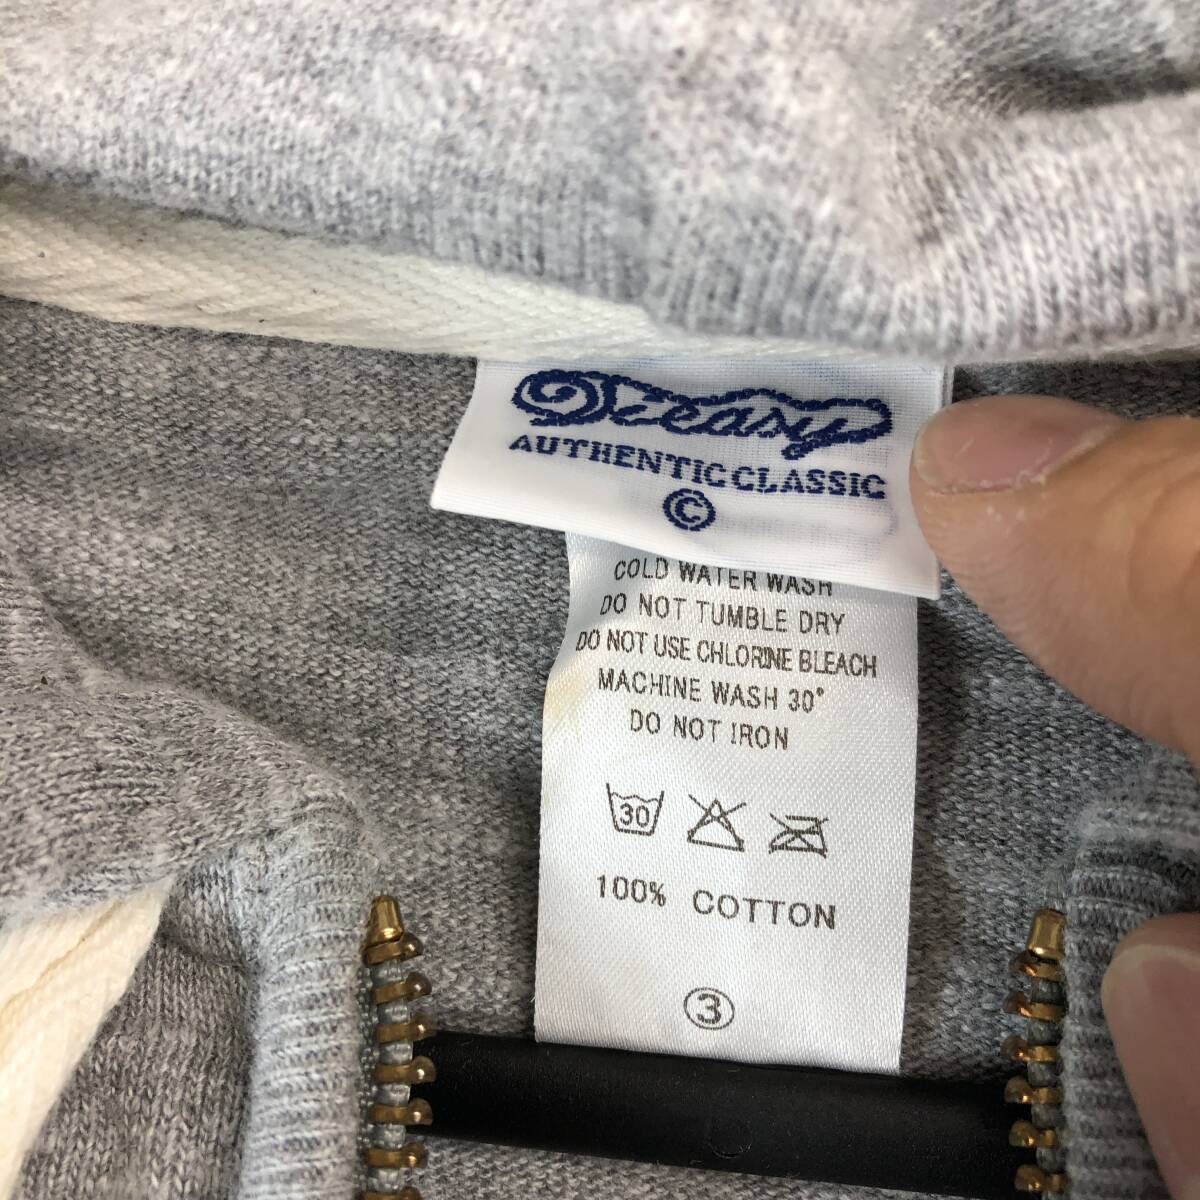 AUTHENTIC CLASSIC
©
COLD WATER WASH
DO NOT TUMBLE DRY
DO NOT USE CHLORINE BLEACH
MACHINE WASH 30°
DO NOT IRON
30
100% COTTON
③